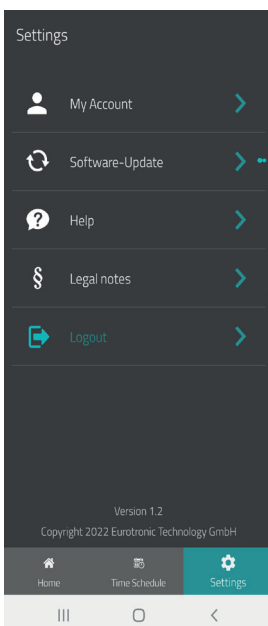 Settings
My Account
Software-Update
Help
§ Legal notes
Logout
Version 1.2
Copyright 2022 Eurotronic Technology GmbH
Home Time Schedule Settings